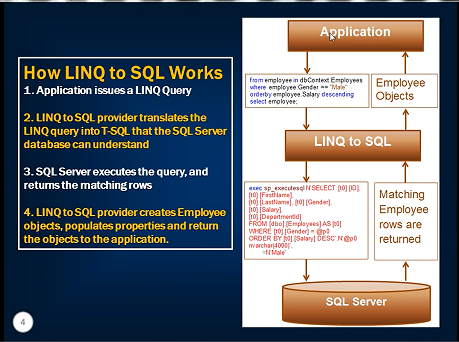 How LINQ to SQL Works
1. Application issues a LINQ Query
2. LINQ to SQL provider translates
the LINQ query into T-SQL that the SQL Server
database can understand
3. SQL Server executes the query, and
returns the matching rows
4. LINQ to SQL provider creates Employee
objects, populates properties and return
the objects to the application.
4
Application
from employee in dbContext.Employees
where employee.Gender == "Male"
orderby employee.Salary descending
select employee;
Employee
Objects
LINQ to SQL
exec sp_executesql N'SELECT [t0].[ID],
[t0].[FirstName],
[t0].[LastName], [t0].[Gender],
[t0].[Salary],
[t0].[DepartmentId]
FROM [dbo].[Employees] AS [t0]
WHERE [t0].[Gender] = @p0
ORDER BY [t0].[Salary] DESC',N'@p0
nvarchar(4000)',
=N'Male'
Matching
Employee
rows are
returned
SQL Server